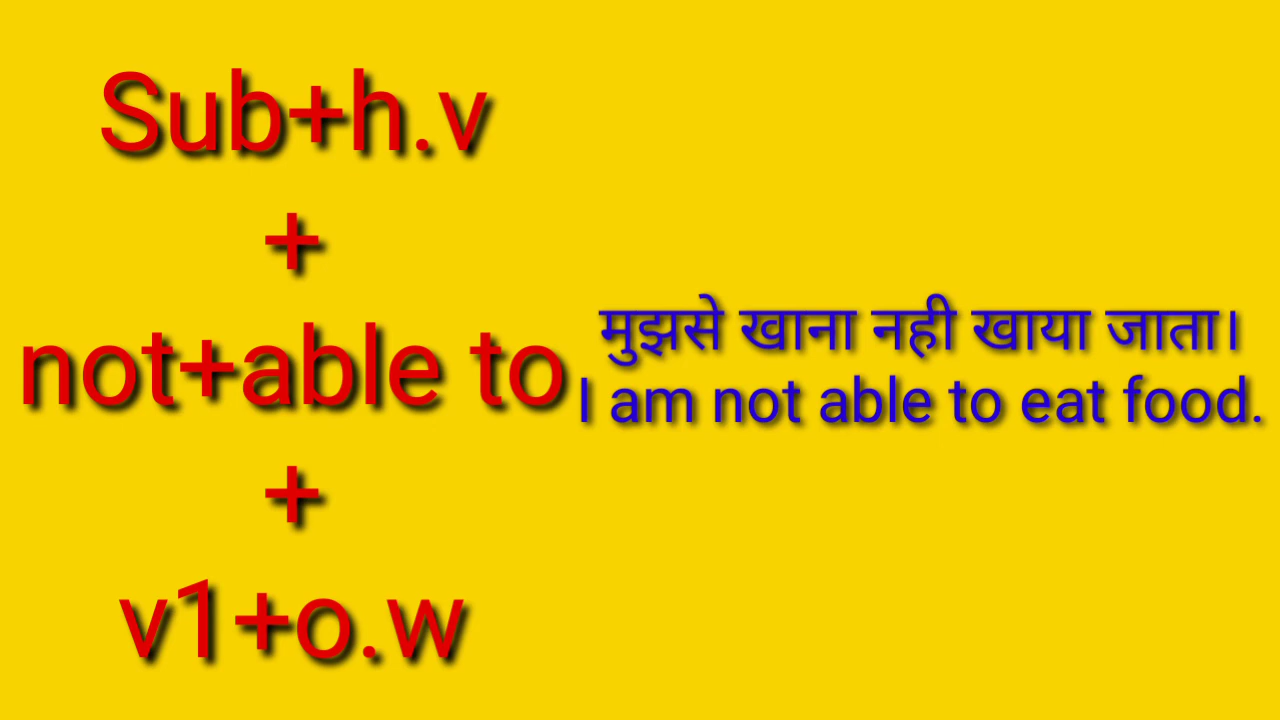 Sub+h.v
+
not+able to
+
v1+o.w
मुझसे खाना नही खाया जाता।
I am not able to eat food.